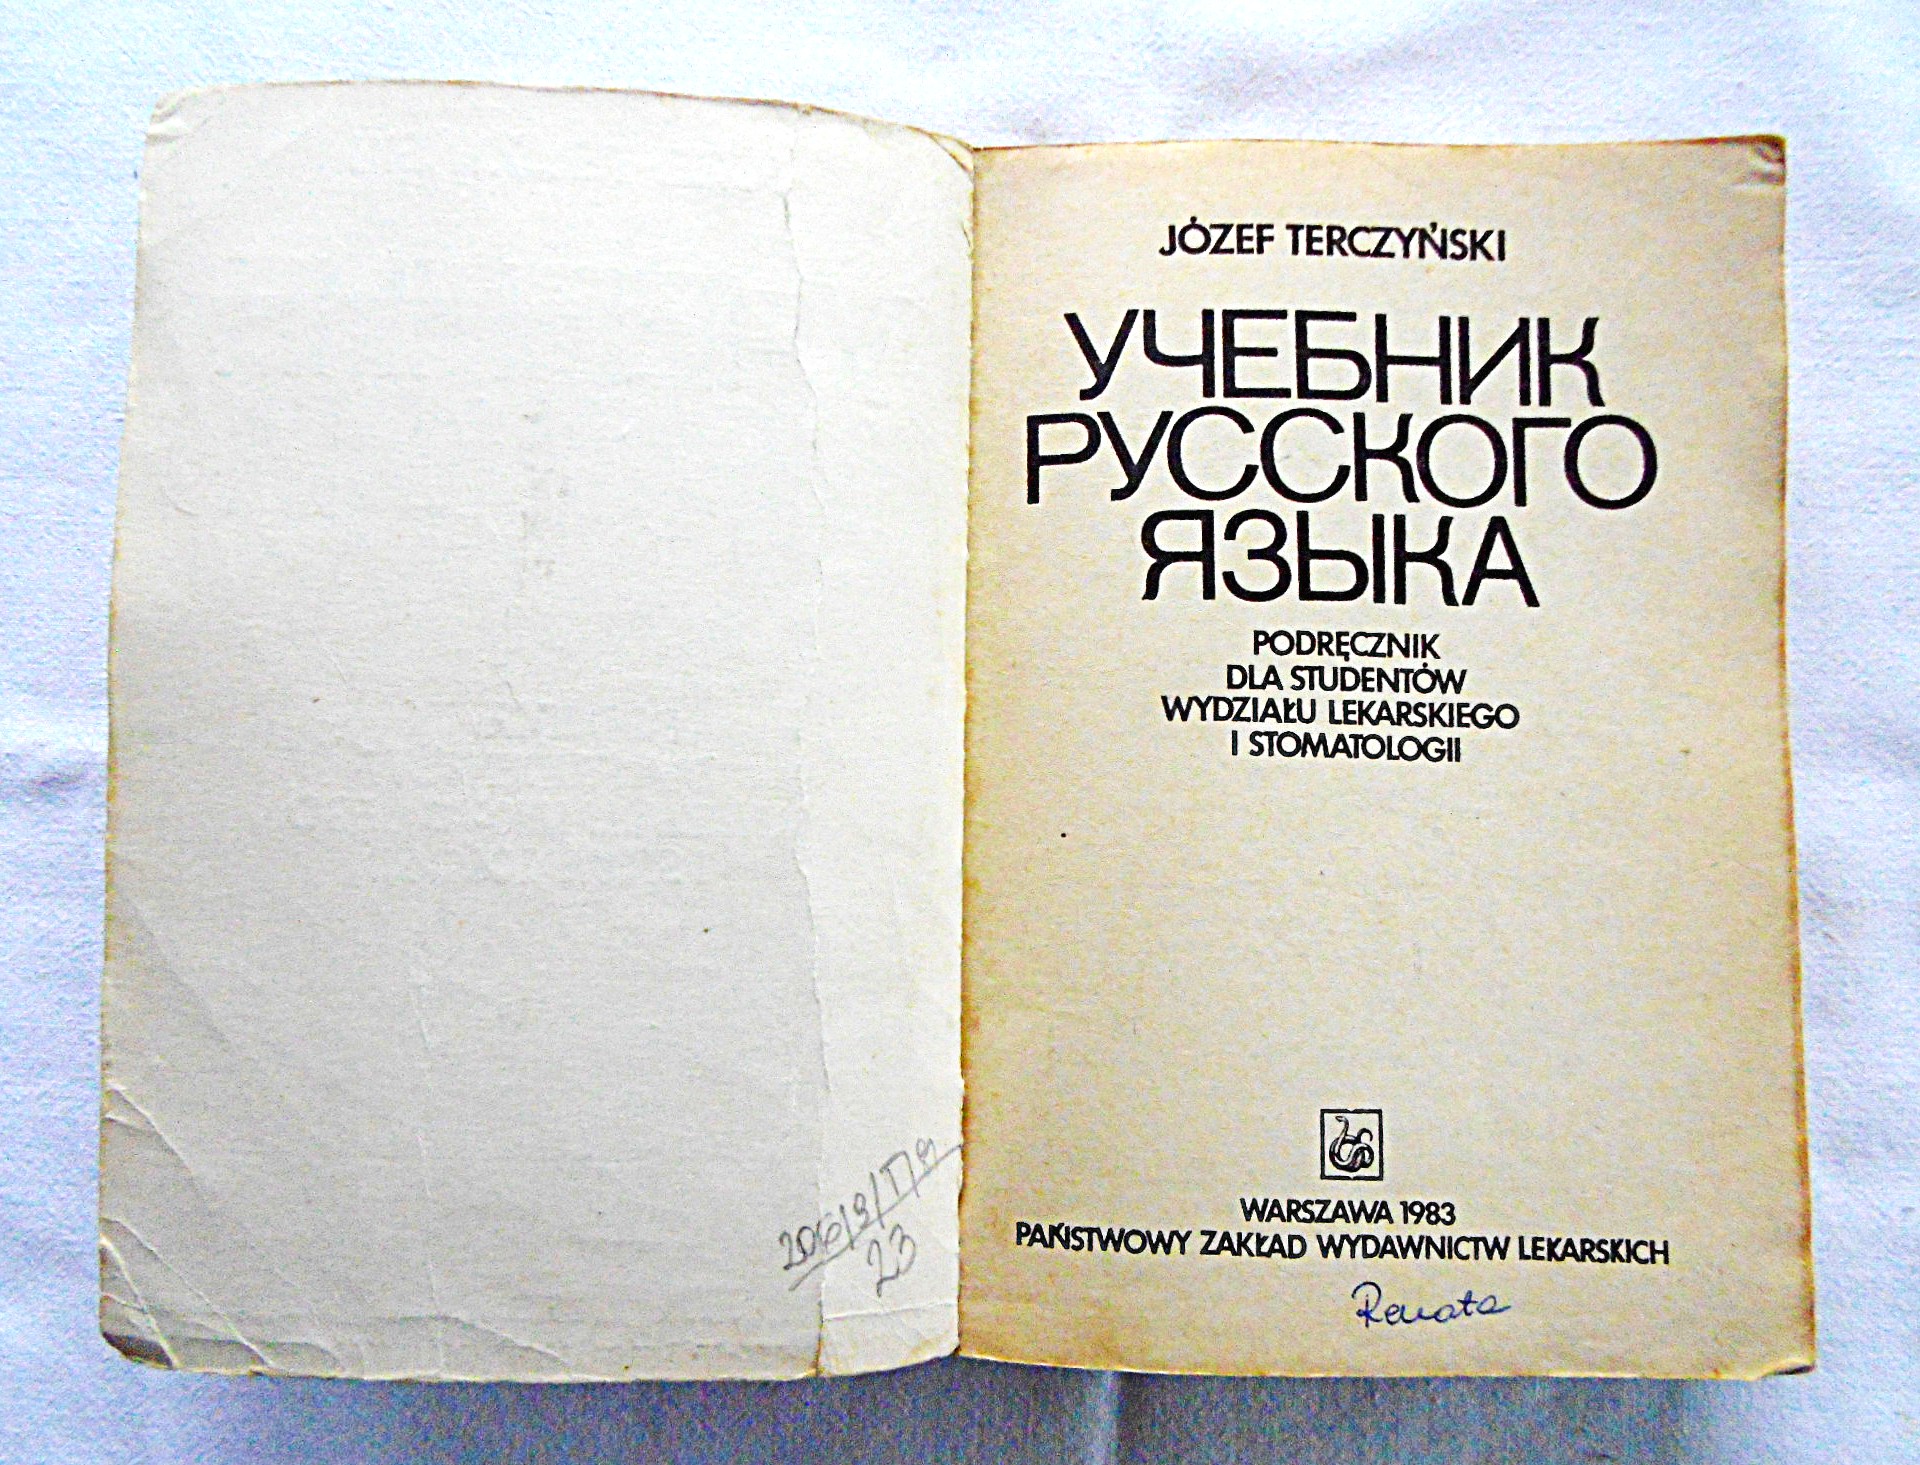 JÓZEF TERCZYŃSKI
УЧЕБНИК
РУССКОГО
ЯЗЫКА
PODRĘCZNIK
DLA STUDENTÓW
WYDZIAŁU LEKARSKIEGO
I STOMATOLOGII
WARSZAWA 1983
PAŃSTWOWY ZAKŁAD WYDAWNICTW LEKARSKICH
Renata
23